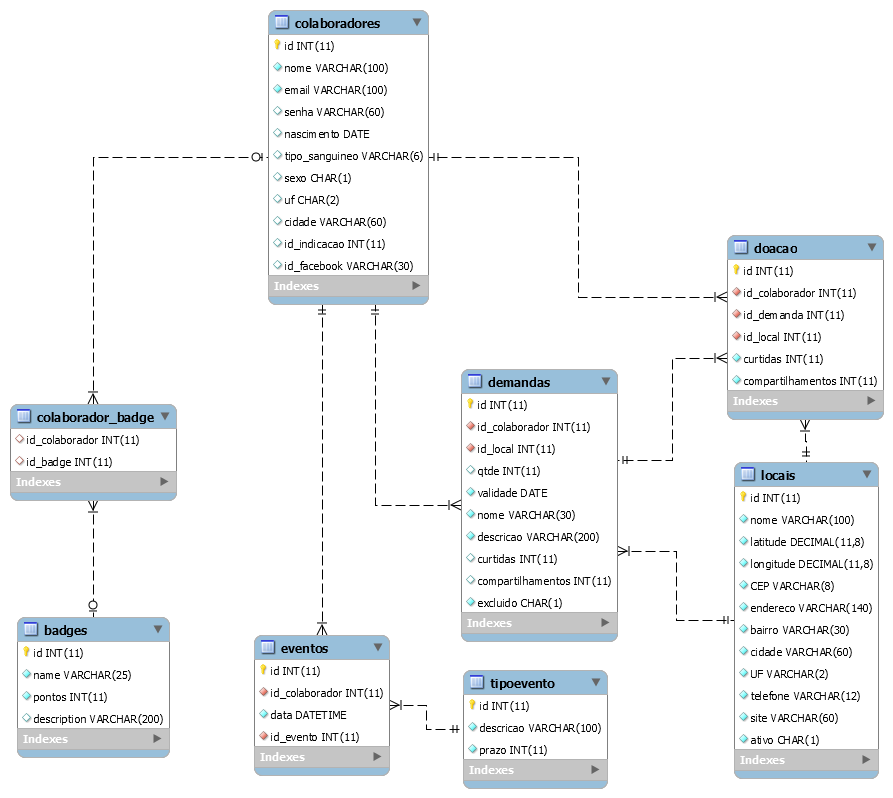 colaboradores
id INT(11)
nome VARCHAR(100)
email VARCHAR(100)
senha VARCHAR(60)
nascimento DATE
tipo_sanguineo VARCHAR(6)
sexo CHAR(1)
uf CHAR(2)
cidade VARCHAR(60)
id_indicacao INT(11)
id_facebook VARCHAR(30)
Indexes
doacao
id INT(11)
id_colaborador INT(11)
id_demanda INT(11)
id_local INT(11)
curtidas INT(11)
compartilhamentos INT(11)
Indexes
demandas
id INT(11)
id_colaborador INT(11)
id_local INT(11)
qtde INT(11)
validade DATE
nome VARCHAR(30)
descricao VARCHAR(200)
curtidas INT(11)
compartilhamentos INT(11)
excluido CHAR(1)
Indexes
colaborador_badge
id_colaborador INT(11)
id_badge INT(11)
Indexes
locais
id INT(11)
nome VARCHAR(100)
latitude DECIMAL(11,8)
longitude DECIMAL(11,8)
CEP VARCHAR(8)
endereco VARCHAR(140)
bairro VARCHAR(30)
cidade VARCHAR(60)
UF VARCHAR(2)
telefone VARCHAR(12)
site VARCHAR(60)
ativo CHAR(1)
Indexes
badges
id INT(11)
name VARCHAR(25)
pontos INT(11)
description VARCHAR(200)
Indexes
eventos
id INT(11)
id_colaborador INT(11)
data DATETIME
id_evento INT(11)
Indexes
tipoevento
id INT(11)
descricao VARCHAR(100)
prazo INT(11)
Indexes